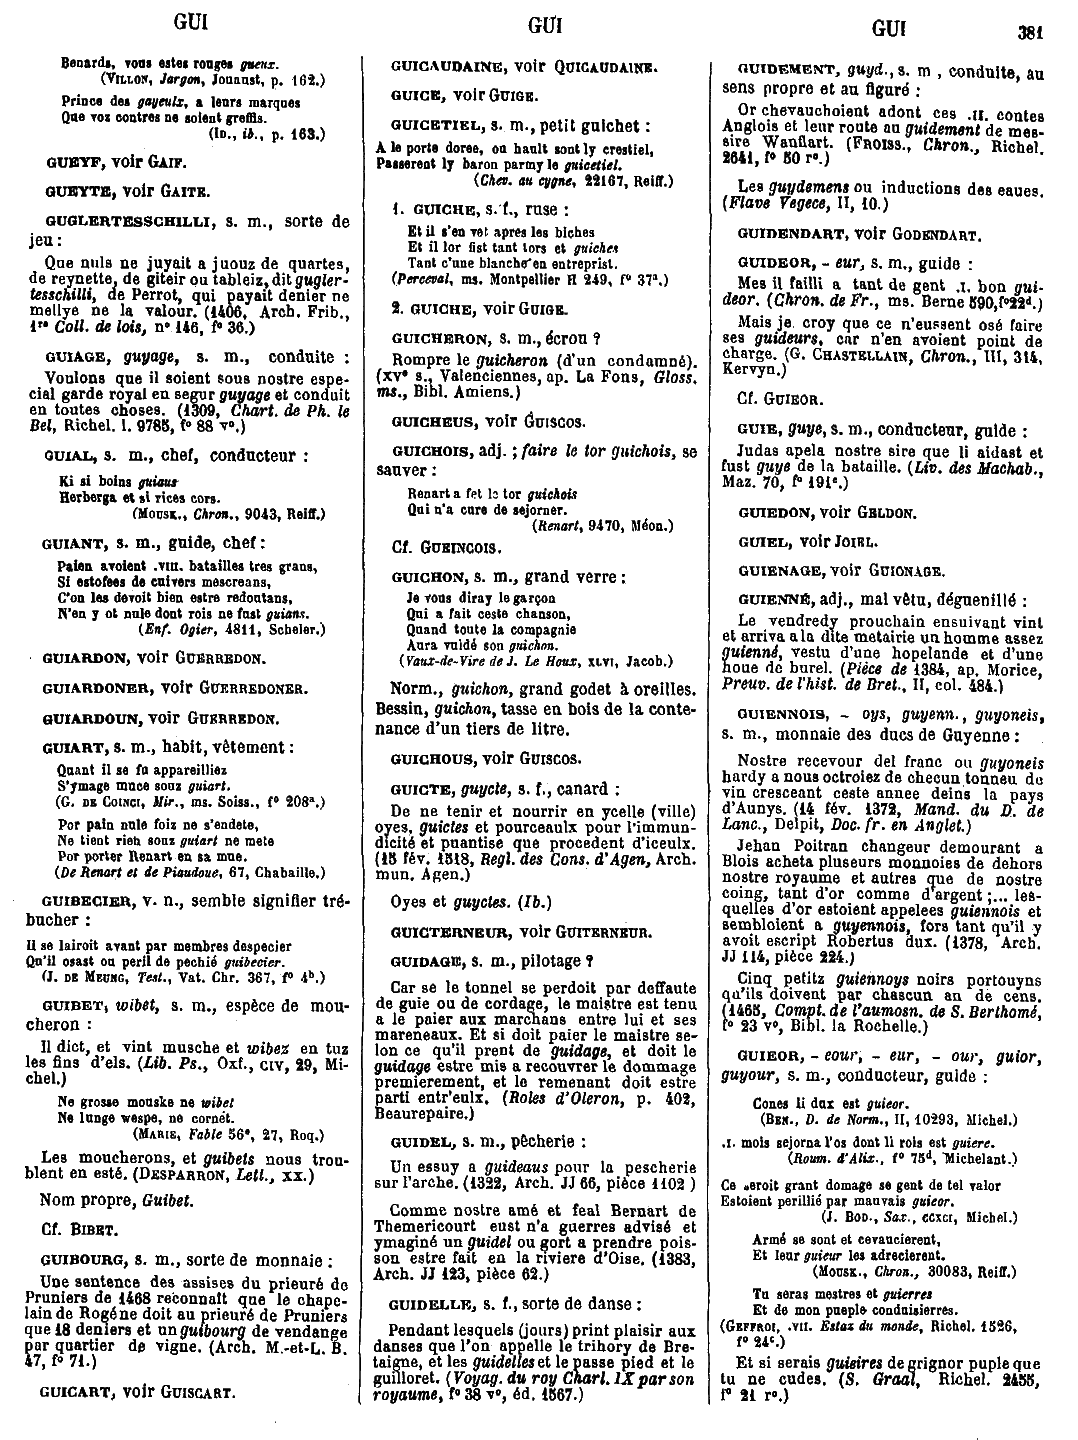 GUI
GUI
GUI
381
Benards, vous estes rouges gueux.
(VILLON, Jargon, Jouaust, p. 162.)
Prince des gayeulx, a leurs marques
Que voz contres ne soient greffis.
(ID., ib., p. 163.)
GUEYF, voir GAIF.
GUEYTE, voir GAITE.
GUGLERTESSCHILLI, s. m., sorte de
jeu :
Que nuls ne juyait a juouz de quartes,
de reynette, de giteir ou tableiz, dit gugler-
tesschilli, de Perrot, qui payait denier ne
mellye ne la valour. (1406, Arch. Frib.,
1re Coll. de lois, n° 146, f° 36.)
GUIAGE, guyage, s. m., conduite :
Voulons que il soient sous nostre espe-
cial garde royal en segur guyage et conduit
en toutes choses. (1309, Chart. de Ph. le
Bel, Richel. l. 9785, f° 88 v°.)
GUIAL, s. m., chef, conducteur :
Ki si boins guiaus
Herberga et si rices cors.
(MOUSK., Chron., 9043, Reiff.)
GUIANT, s. m., guide, chef :
Paien avoient .VIII. batailles tres grans,
Si estofees de cuivers mescreans,
C'on les devoit bien estre redoutans,
N'en y ot nule dont rois ne fust guians.
(Enf. Ogier, 4811, Scheler.)
GUIARDON, voir GUERREDON.
GUIARDONER, voir GUERREDONER.
GUIARDOUN, voir GUERREDON.
GUIART, s. m., habit, vêtement :
Quant il se fu appareilliez
S'ymage muce souz guiart.
(G. DE COINCI, Mir., ms. Soiss., f° 208a.)
Por pain nule foiz ne s'endete,
Ne tient rien souz guiart ne mete
Por porter Renart en sa mue.
(De Renart et de Piaudoue, 67, Chabaille.)
GUIBECIER, v. n., semble signifier tré-
bucher :
Il se lairoit avant par membres despecier
Qu'il osast ou peril de pechié guibecier.
(J. DE MEUNG, Test., Vat. Chr. 367, f° 4b.)
GUIBET, wibet, s. m., espèce de mou-
cheron :
Il dict, et vint musche et wibez en tuz
les fins d'els. (Lib. Ps., Oxf., CIV, 29, Mi-
chel.)
Ne grosse mouske ne wibet
Ne lunge wespe, ne cornet.
(MARIE, Fable 56e, 27, Roq.)
Les moucherons, et guibets nous trou-
blent en esté. (DESPARRON, Lett., XX.)
Nom propre, Guibet.
Cf. BIBET.
GUIBOURG, s. m., sorte de monnaie :
Une sentence des assises du prieuré de
Pruniers de 1468 reconnaît que le chape-
lain de Rogéne doit au prieuré de Pruniers
que 18 deniers et un guibourg de vendange
par quartier de vigne. (Arch. M.-et-L. B.
47, f° 71.)
GUICART, voir GUISCART.
GUICAUDAINE, voir QUICAUDAINE.
GUICE, voir GUIGE.
GUICETIEL, s. m., petit guichet :
A le porte doree, ou hault sont ly crestiel,
Passerent ly baron parmy le guicetiel.
(Chev. au cygne, 22167, Reiff.)
1. GUICHE, s. f., ruse :
Et il s'en vet apres les biches
Et il lor fist tant tors et guiches
Tant c'une blanche en entreprist.
(Perceval, ms. Montpellier H 249, f° 37a.)
2. GUICHE, voir GUIGE.
GUICHERON, s. m., écrou ?
Rompre le guicheron (d'un condamné).
(XVe s., Valenciennes, ap. La Fons, Gloss.
ms., Bibl. Amiens.)
GUICHEUS, voir GUISCOS.
GUICHOIS, adj. ; faire le tor guichois, se
sauver :
Renart a fet le tor guichois
Qui n'a cure de sejorner.
(Renart, 9470, Méon.)
Cf. GUENCOIS.
GUICHON, s. m., grand verre :
Je vous diray le garçon
Qui a fait ceste chanson,
Quand toute la compagnie
Aura vuidé son guichon.
(Vaux-de-Vire de J. Le Houx, XLVI, Jacob.)
Norm., guichon, grand godet à oreilles.
Bessin, guichon, tasse en bois de la conte-
nance d'un tiers de litre.
GUICHOUS, voir GUISCOS.
GUICTE, guycte, s. f., canard :
De ne tenir et nourrir en ycelle (ville)
oyes, guictes et pourceaulx pour l'immun-
dicité et puantise que procedent d'iceulx.
(15 fév. 1518, Regl. des Cons. d'Agen, Arch.
mun. Agen.)
Oyes et guyctes. (Ib.)
GUICTERNEUR, voir GUITERNEUR.
GUIDAGE, s. m., pilotage ?
Car se le tonnel se perdoit par deffaute
de guie ou de cordage, le maistre est tenu
a le paier aux marchans entre lui et ses
mareneaux. Et si doit paier le maistre se-
lon ce qu'il prent de guidage, et doit le
guidage estre mis a recouvrer le dommage
premierement, et le remenant doit estre
parti entr'eulx. (Roles d'Oleron, p. 402,
Beaurepaire.)
GUIDEL, s. m., pêcherie :
Un essuy a guideaus pour la pescherie
sur l'arche. (1322, Arch. JJ 66, pièce 1102 )
Comme nostre amé et feal Bernart de
Themericourt eust n'a guerres advisé et
ymaginé un guidel ou gort a prendre pois-
son estre fait en la riviere d'Oise. (1383,
Arch. JJ 123, pièce 62.)
GUIDELLE, s. f., sorte de danse :
Pendant lesquels (jours) print plaisir aux
danses que l'on appelle le trihory de Bre-
taigne, et les guidelles et le passe pied et le
guilloret. (Voyag. du roy Charl. IX par son
royaume, f° 38 v°, éd. 1567.)
GUIDEMENT, guyd., s. m , conduite, au
sens propre et au figuré :
Or chevauchoient adont ces .II. contes
Anglois et leur route au guidement de mes-
sire Wauflart. (FROISS., Chron., Richel.
2641, f° 50 r°.)
Les guydemens ou inductions des eaues.
(Flave Vegece, II, 10.)
GUIDENDART, voir GODENDART.
GUIDEOR, - eur, s. m., guide :
Mes il failli a tant de gent .I. bon gui-
deor. (Chron. de Fr., ms. Berne 590, f° 22d.)
Mais je croy que ce n'eussent osé faire
ses guideurs, car n'en avoient point de
charge. (G. CHASTELLAIN, Chron., III, 314,
Kervyn.)
Cf. GUIEOR.
GUIE, guye, s. m., conducteur, guide :
Judas apela nostre sire que li aidast et
fust guye de la bataille. (Liv. des Machab.,
Maz. 70, f° 191c.)
GUIEDON, voir GELDON.
GUIEL, voir JOIEL.
GUIENAGE, voir GUIONAGE.
GUIENNÉ, adj., mal vêtu, déguenillé :
Le vendredy prouchain ensuivant vint
et arriva a la dite metairie un homme assez
guienné, vestu d'une hopelande et d'une
houe de burel. (Pièce de 1384, ap. Morice,
Preuv. de l'hist. de Bret., II, col. 484.)
GUIENNOIS, - oys, guyenn., guyoneis,
s. m., monnaie des ducs de Guyenne :
Nostre recevour del franc ou guyoneis
hardy a nous octroiez de checun tonneu du
vin cresceant ceste annee deins la pays
d'Aunys. (14 fév. 1372, Mand. du D. de
Lanc., Delpit, Doc. fr. en Anglet.)
Jehan Poitran changeur demourant a
Blois acheta pluseurs monnoies de dehors
nostre royaume et autres que de nostre
coing, tant d'or comme d'argent ;... les-
quelles d'or estoient appelees guiennois et
sembloient a guyennois, fors tant qu'il y
avoit escript Robertus dux. (1378, Arch.
JJ 114, pièce 224.)
Cinq petitz guiennoys noirs portouyns
qu'ils doivent par chascun an de cens.
(1465, Compt. de l'aumosn. de S. Berthomé,
f° 23 v°, Bibl. la Rochelle.)
GUIEOR, - eour, - eur, - our, guior,
guyour, s. m., conducteur, guide :
Cones li dux est guieor.
(BEN., D. de Norm., II, 10293, Michel.)
.I. mois sejorna l'os dont li rois est guiere.
(Roum. d'Alix., f° 75d, Michelant.)
Ce seroit grant domage se gent de tel valor
Estoient perillié par mauvais guieor.
(J. BOD., Sax., CCXCI, Michel.)
Armé se sont et cevaucierent,
Et leur guieur les adrecierent.
(MOUSK., Chron., 30083, Reiff.)
Tu seras mestres et guierres
Et de mon pueple conduisierres.
(GEFFROI, .VII. Estaz du monde, Richel. 1526,
f° 24c.)
Et si serais guieires de grignor puple que
tu ne cudes. (S. Graal, Richel. 2455,
f° 21 r°.)